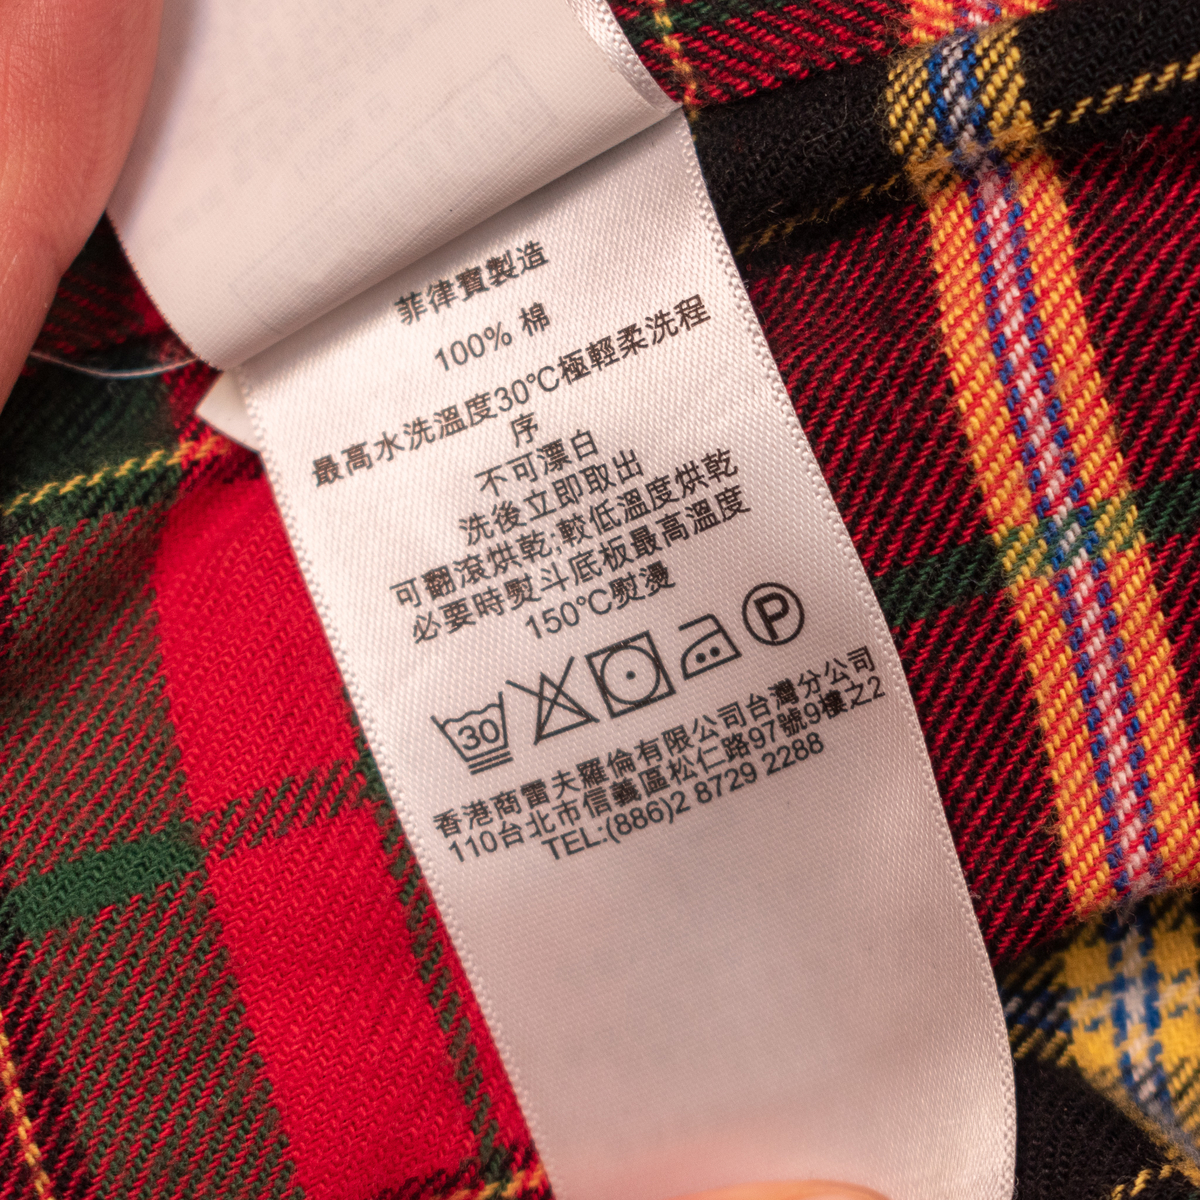 菲律賓製造
100% 棉
最高水洗溫度30℃極輕柔洗程
序
不可漂白
洗後立即取出
可翻滾烘乾;較低溫度烘乾
必要時熨斗底板最高溫度
150℃熨燙
30 P
香港商雷夫羅倫有限公司台灣分公司
110台北市信義區松仁路97號9樓之2
TEL:(886)2 8729 2288